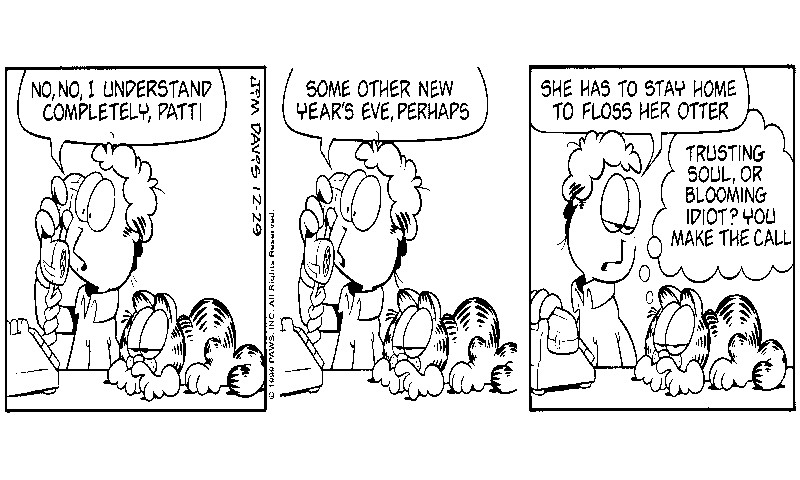 NO, NO, I UNDERSTAND
COMPLETELY, PATTI
JIM DAVIS 12-29
© 1999 PAWS, INC. All Rights Reserved.
SOME OTHER NEW
YEAR'S EVE, PERHAPS
SHE HAS TO STAY HOME
TO FLOSS HER OTTER
TRUSTING
SOUL, OR
BLOOMING
IDIOT? YOU
MAKE THE CALL